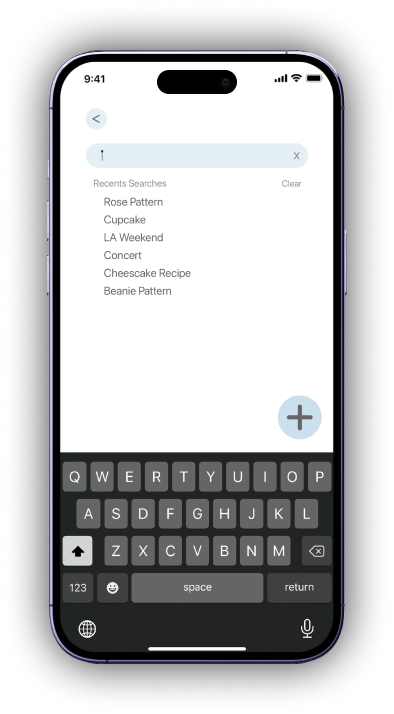 9:41
<
x
Recents Searches Clear
Rose Pattern
Cupcake
LA Weekend
Concert
Cheescake Recipe
Beanie Pattern
+
Q W E R T Y U I O P
A S D F G H J K L
Z X C V B N M
123 space return